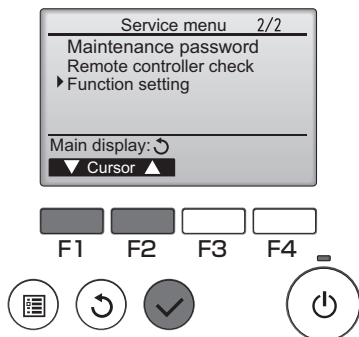 Service menu 2/2
Maintenance password
Remote controller check
Function setting
Main display:
Cursor
F1 F2 F3 F4